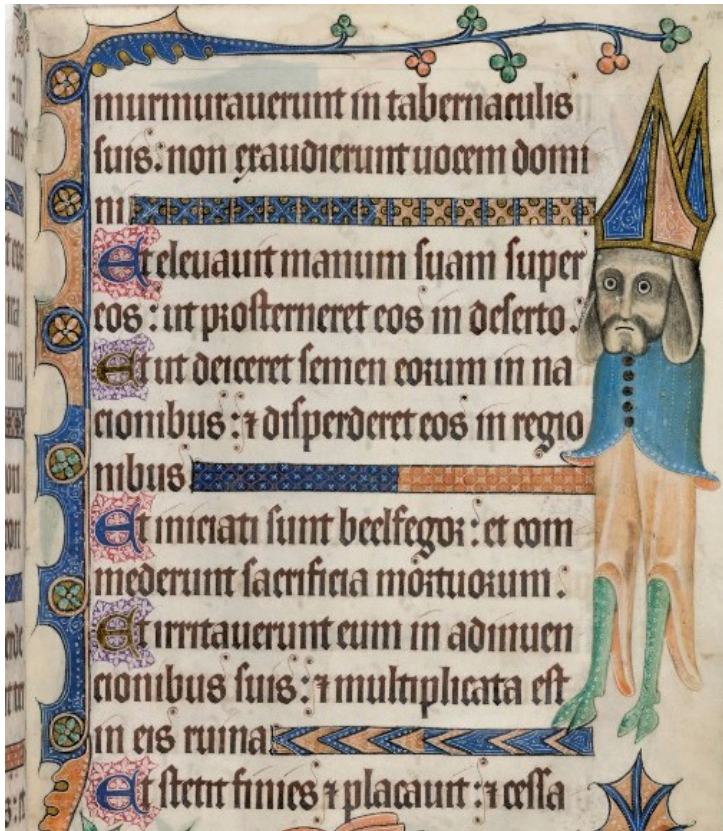 murmurauerunt in tabernaculis
suis: non exaudierunt uocem domi
ni
Et eleuauit manum suam super
eos: ut prosterneret eos in deserto.
Et ut deiceret semen eorum in na
cionibus: ⁊ disperderet eos in regio
nibus
Et iniciati sunt beelfegor: et com
mederunt sacrificia mortuorum:
Et irritauerunt eum in adinuen
cionibus suis: ⁊ multiplicata est
in eis ruina
Et stetit finies ⁊ placauit: ⁊ cessa